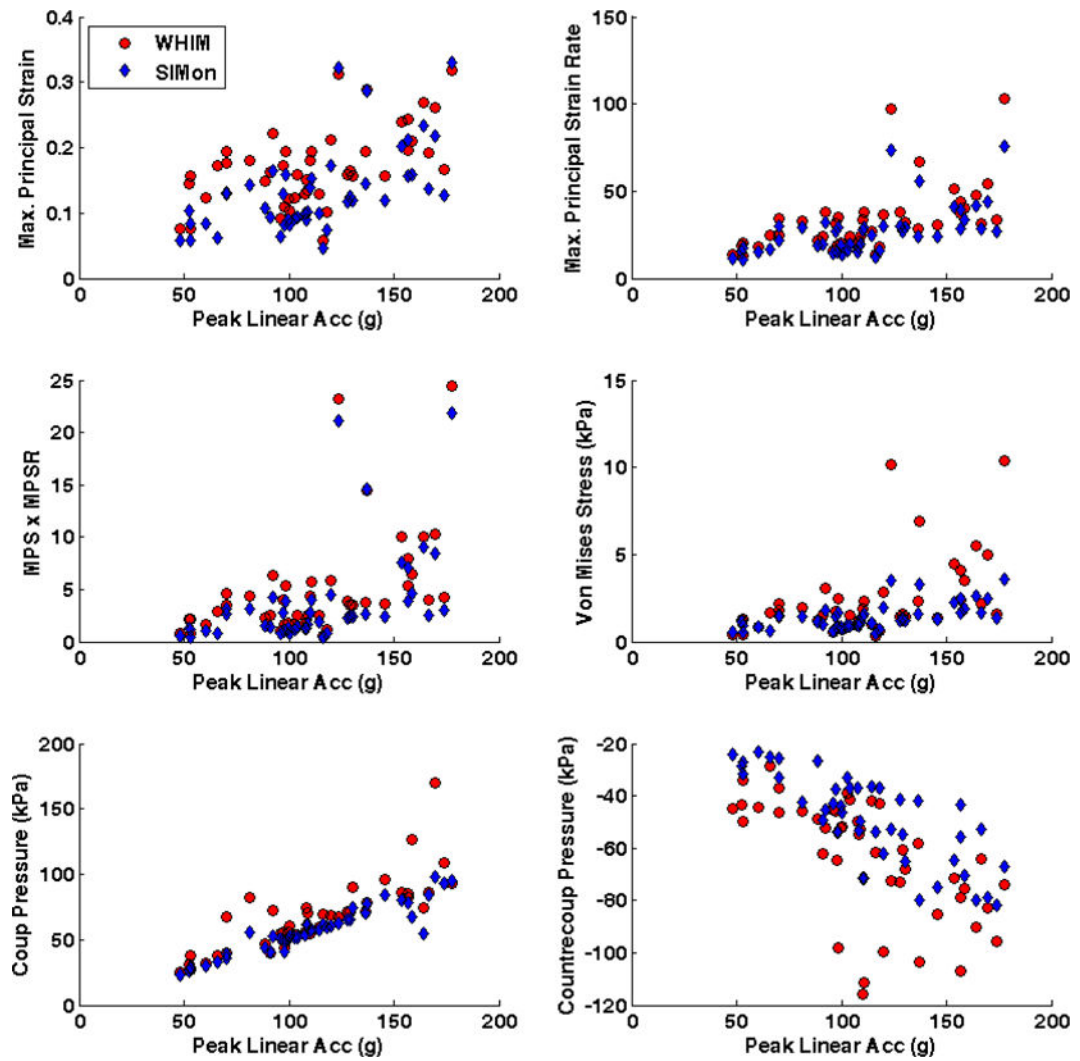 0.4
0.3
0.2
0.1
0
Max. Principal Strain
WHIM
SIMon
0 50 100 150 200
Peak Linear Acc (g)
150
100
50
0
Max. Principal Strain Rate
0 50 100 150 200
Peak Linear Acc (g)
25
20
15
10
5
0
MPS x MPSR
0 50 100 150 200
Peak Linear Acc (g)
15
10
5
0
Von Mises Stress (kPa)
0 50 100 150 200
Peak Linear Acc (g)
200
150
100
50
0
Coup Pressure (kPa)
0 50 100 150 200
Peak Linear Acc (g)
-20
-40
-60
-80
-100
-120
Countrecoup Pressure (kPa)
0 50 100 150 200
Peak Linear Acc (g)